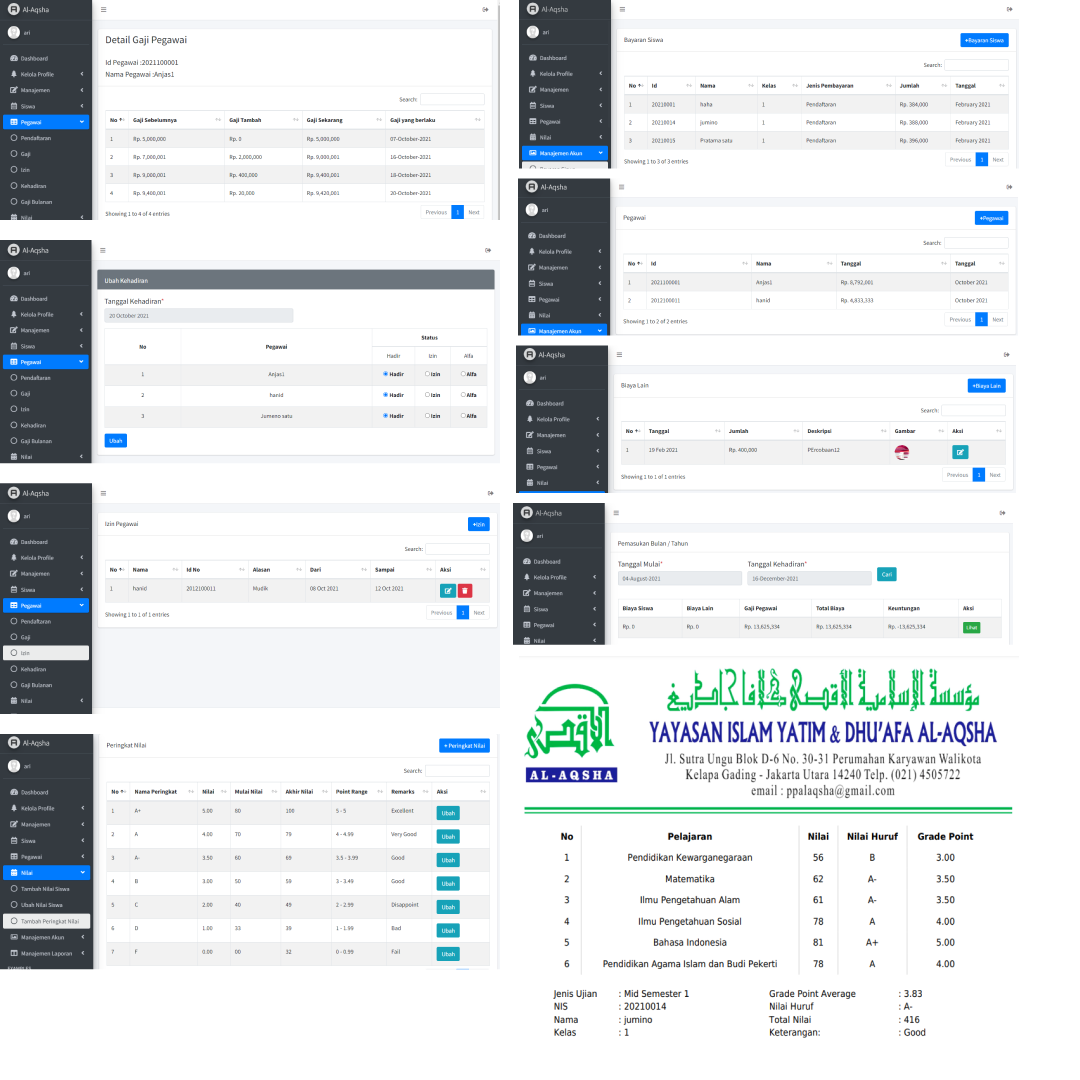 Al-Aqsha
ari
Dashboard
Kelola Profile
Manajemen
Siswa
Pegawai
Pendaftaran
Gaji
Izin
Kehadiran
Gaji Bulanan
Nilai
Detail Gaji Pegawai
Id Pegawai :2021100001
Nama Pegawai :Anjas1
Search:
No Gaji Sebelumnya Gaji Tambah Gaji Sekarang Gaji yang berlaku
1 Rp. 5,000,000 Rp. 0 Rp. 5,000,000 07-October-2021
2 Rp. 7,000,001 Rp. 2,000,000 Rp. 9,000,001 16-October-2021
3 Rp. 9,000,001 Rp. 400,000 Rp. 9,400,001 18-October-2021
4 Rp. 9,400,001 Rp. 20,000 Rp. 9,420,001 20-October-2021
Showing 1 to 4 of 4 entries
Previous 1 Next
Al-Aqsha
ari
Dashboard
Kelola Profile
Manajemen
Siswa
Pegawai
Pendaftaran
Gaji
Izin
Kehadiran
Gaji Bulanan
Nilai
Ubah Kehadiran
Tanggal Kehadiran*
20 October 2021
No Pegawai Status
Hadir Izin Alfa
1 Anjas1 Hadir Izin Alfa
2 hanid Hadir Izin Alfa
3 Jumeno satu Hadir Izin Alfa
Ubah
Al-Aqsha
ari
Dashboard
Kelola Profile
Manajemen
Siswa
Pegawai
Pendaftaran
Gaji
Izin
Kehadiran
Gaji Bulanan
Nilai
Izin Pegawai
+Izin
Search:
No Nama Id No Alasan Dari Sampai Aksi
1 hanid 2012100011 Mudik 08 Oct 2021 12 Oct 2021
Showing 1 to 1 of 1 entries
Previous 1 Next
Al-Aqsha
ari
Dashboard
Kelola Profile
Manajemen
Siswa
Pegawai
Nilai
Tambah Nilai Siswa
Ubah Nilai Siswa
Tambah Peringkat Nilai
Manajemen Akun
Manajemen Laporan
EXAMPLES
Peringkat Nilai
+ Peringkat Nilai
Search:
No Nama Peringkat Nilai Mulai Nilai Akhir Nilai Point Range Remarks Aksi
1 A+ 5.00 80 100 5 - 5 Excellent Ubah
2 A 4.00 70 79 4 - 4.99 Very Good Ubah
3 A- 3.50 60 69 3.5 - 3.99 Good Ubah
4 B 3.00 50 59 3 - 3.49 Good Ubah
5 C 2.00 40 49 2 - 2.99 Disappoint Ubah
6 D 1.00 33 39 1 - 1.99 Bad Ubah
7 F 0.00 00 32 0 - 0.99 Fail Ubah
Al-Aqsha
ari
Dashboard
Kelola Profile
Manajemen
Siswa
Pegawai
Nilai
Manajemen Akun
Bayaran Siswa
+Bayaran Siswa
Search:
No Id Nama Kelas Jenis Pembayaran Jumlah Tanggal
1 20210001 haha 1 Pendaftaran Rp. 384,000 February 2021
2 20210014 jumino 1 Pendaftaran Rp. 388,000 February 2021
3 20210015 Pratama satu 1 Pendaftaran Rp. 396,000 February 2021
Showing 1 to 3 of 3 entries
Previous 1 Next
Al-Aqsha
ari
Dashboard
Kelola Profile
Manajemen
Siswa
Pegawai
Nilai
Manajemen Akun
Pegawai
+Pegawai
Search:
No Id Nama Tanggal Tanggal
1 2021100001 Anjas1 Rp. 8,792,001 October 2021
2 2012100011 hanid Rp. 4,833,333 October 2021
Showing 1 to 2 of 2 entries
Previous 1 Next
Al-Aqsha
ari
Dashboard
Kelola Profile
Manajemen
Siswa
Pegawai
Nilai
Biaya Lain
+Biaya Lain
Search:
No Tanggal Jumlah Deskripsi Gambar Aksi
1 19 Feb 2021 Rp. 400,000 PErcobaan12
Showing 1 to 1 of 1 entries
Previous 1 Next
Al-Aqsha
ari
Dashboard
Kelola Profile
Manajemen
Siswa
Pegawai
Nilai
Pemasukan Bulan / Tahun
Tanggal Mulai* Tanggal Kehadiran*
04-August-2021 16-December-2021 Cari
Biaya Siswa Biaya Lain Gaji Pegawai Total Biaya Keuntungan Aksi
Rp. 0 Rp. 0 Rp. 13,625,334 Rp. 13,625,334 Rp. -13,625,334 Lihat
AL-AQSHA
YAYASAN ISLAM YATIM & DHU'AFA AL-AQSHA
Jl. Sutra Ungu Blok D-6 No. 30-31 Perumahan Karyawan Walikota
Kelapa Gading - Jakarta Utara 14240 Telp. (021) 4505722
email : ppalaqsha@gmail.com
No Pelajaran Nilai Nilai Huruf Grade Point
1 Pendidikan Kewarganegaraan 56 B 3.00
2 Matematika 62 A- 3.50
3 Ilmu Pengetahuan Alam 61 A- 3.50
4 Ilmu Pengetahuan Sosial 78 A 4.00
5 Bahasa Indonesia 81 A+ 5.00
6 Pendidikan Agama Islam dan Budi Pekerti 78 A 4.00
Jenis Ujian : Mid Semester 1 Grade Point Average : 3.83
NIS : 20210014 Nilai Huruf : A-
Nama : jumino Total Nilai : 416
Kelas : 1 Keterangan: : Good